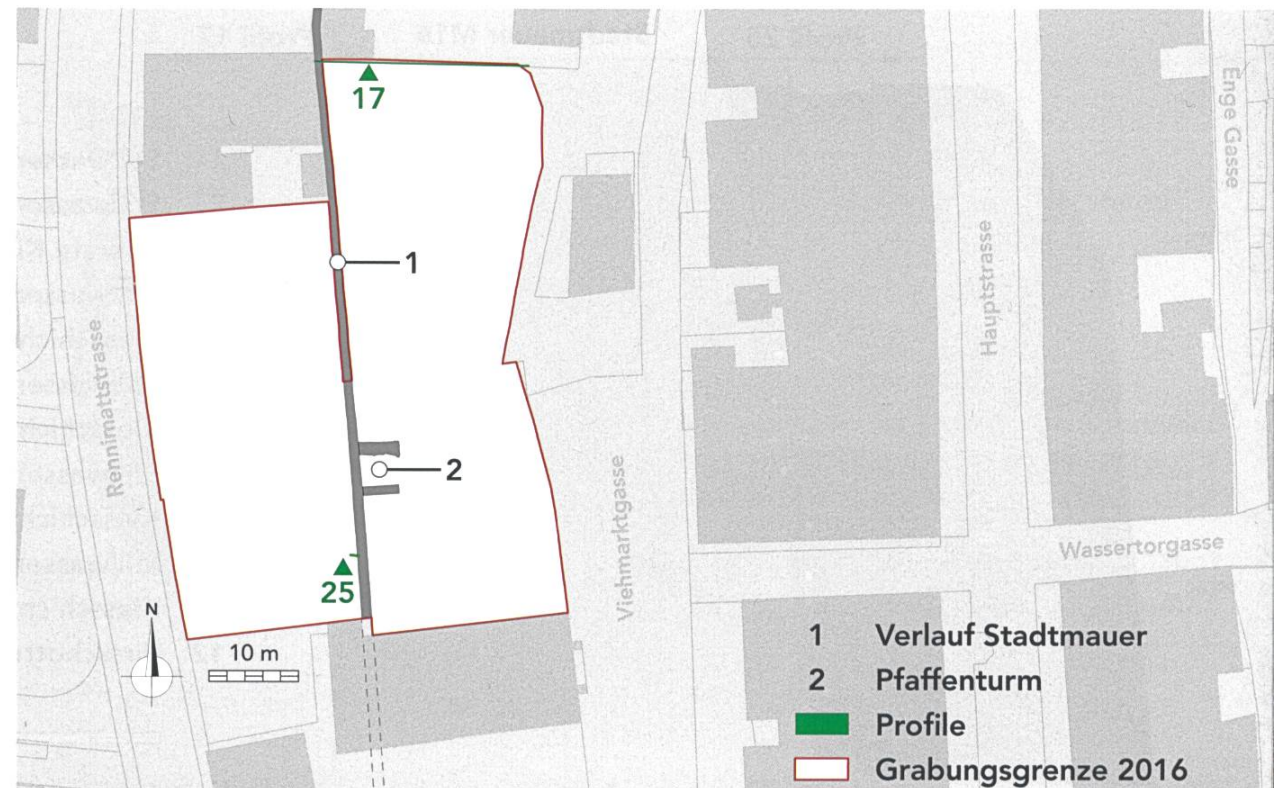 17
1
2
25
N
10 m
Rennimattstrasse
Viehmarktgasse
Hauptstrasse
Enge Gasse
Wassertorgasse
1 Verlauf Stadtmauer
2 Pfaffenturm
Profile
Grabungsgrenze 2016